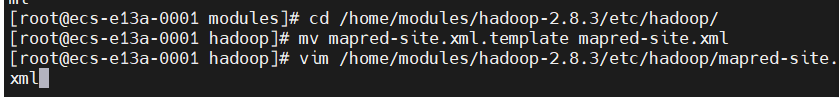 [root@ecs-e13a-0001 modules]# cd /home/modules/hadoop-2.8.3/etc/hadoop/
[root@ecs-e13a-0001 hadoop]# mv mapred-site.xml.template mapred-site.xml
[root@ecs-e13a-0001 hadoop]# vim /home/modules/hadoop-2.8.3/etc/hadoop/mapred-site.
xml